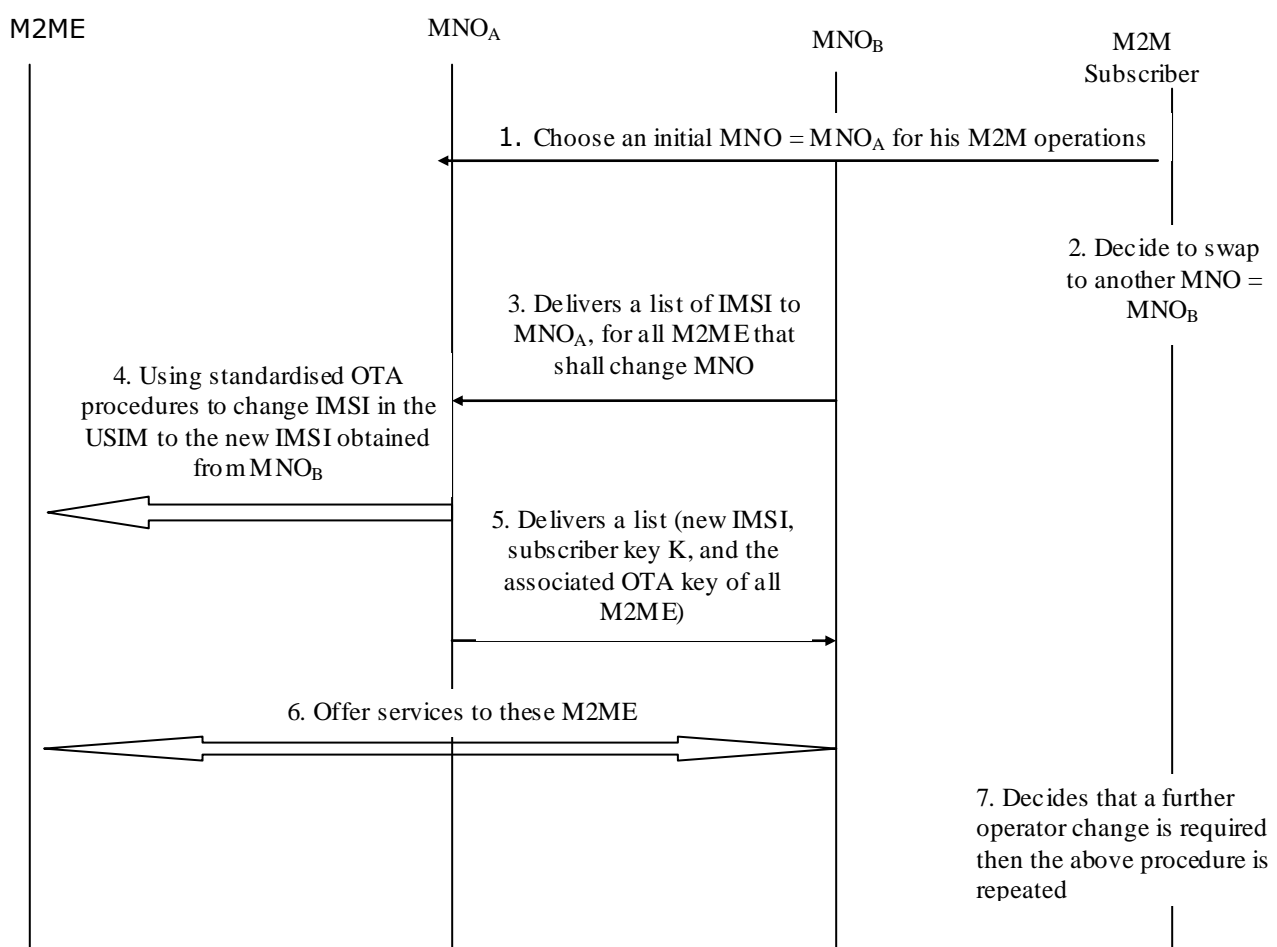 M2ME
MNOA
MNOB
M2M
Subscriber
1. Choose an initial MNO = MNOA for his M2M operations
2. Decide to swap
to another MNO =
MNOB
3. Delivers a list of IMSI to
MNOA, for all M2ME that
shall change MNO
4. Using standardised OTA
procedures to change IMSI in the
USIM to the new IMSI obtained
from MNOB
5. Delivers a list (new IMSI,
subscriber key K, and the
associated OTA key of all
M2ME)
6. Offer services to these M2ME
7. Decides that a further
operator change is required
then the above procedure is
repeated